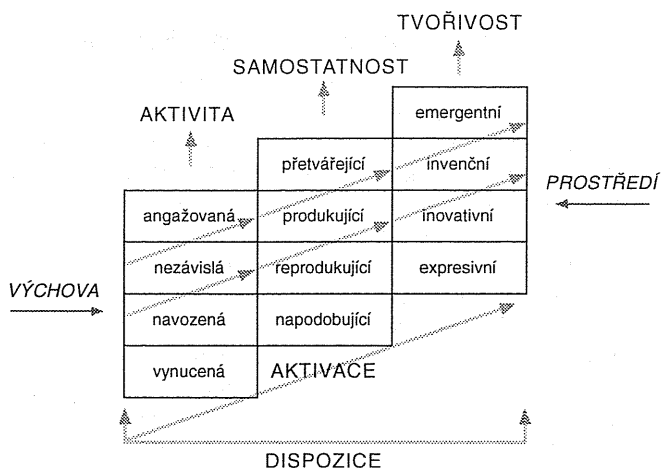 TVOŘIVOST
SAMOSTATNOST
AKTIVITA
emergentní
přetvářející
invenční
PROSTŘEDÍ
angažovaná
produkující
inovativní
nezávislá
reprodukující
expresivní
VÝCHOVA
navozená
napodobující
vynucená
AKTIVACE
DISPOZICE